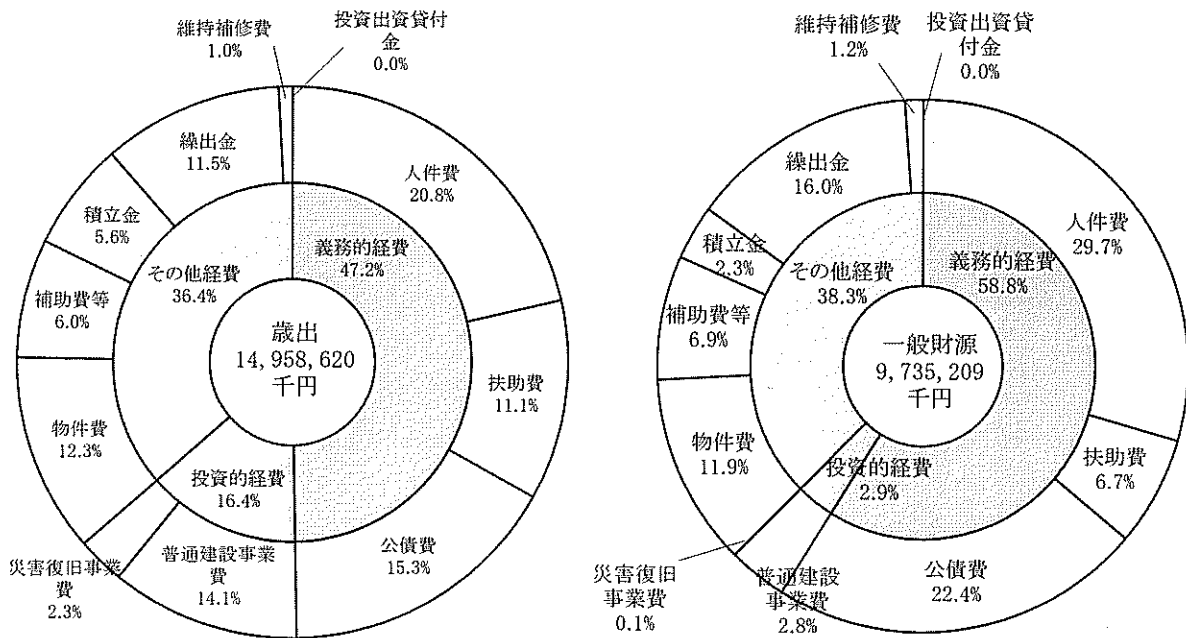 維持補修費
1.0%
投資出資貸付
金
0.0%
繰出金
11.5%
人件費
20.8%
積立金
5.6%
義務的経費
47.2%
その他経費
36.4%
補助費等
6.0%
歳出
14,958,620
千円
扶助費
11.1%
物件費
12.3%
投資的経費
16.4%
公債費
15.3%
災害復旧事業
費
2.3%
普通建設事業
費
14.1%
維持補修費
1.2%
投資出資貸
付金
0.0%
繰出金
16.0%
人件費
29.7%
積立金
2.3%
その他経費
38.3%
義務的経費
58.8%
補助費等
6.9%
一般財源
9,735,209
千円
物件費
11.9%
投資的経費
2.9%
扶助費
6.7%
災害復旧
事業費
0.1%
普通建設
事業費
2.8%
公債費
22.4%